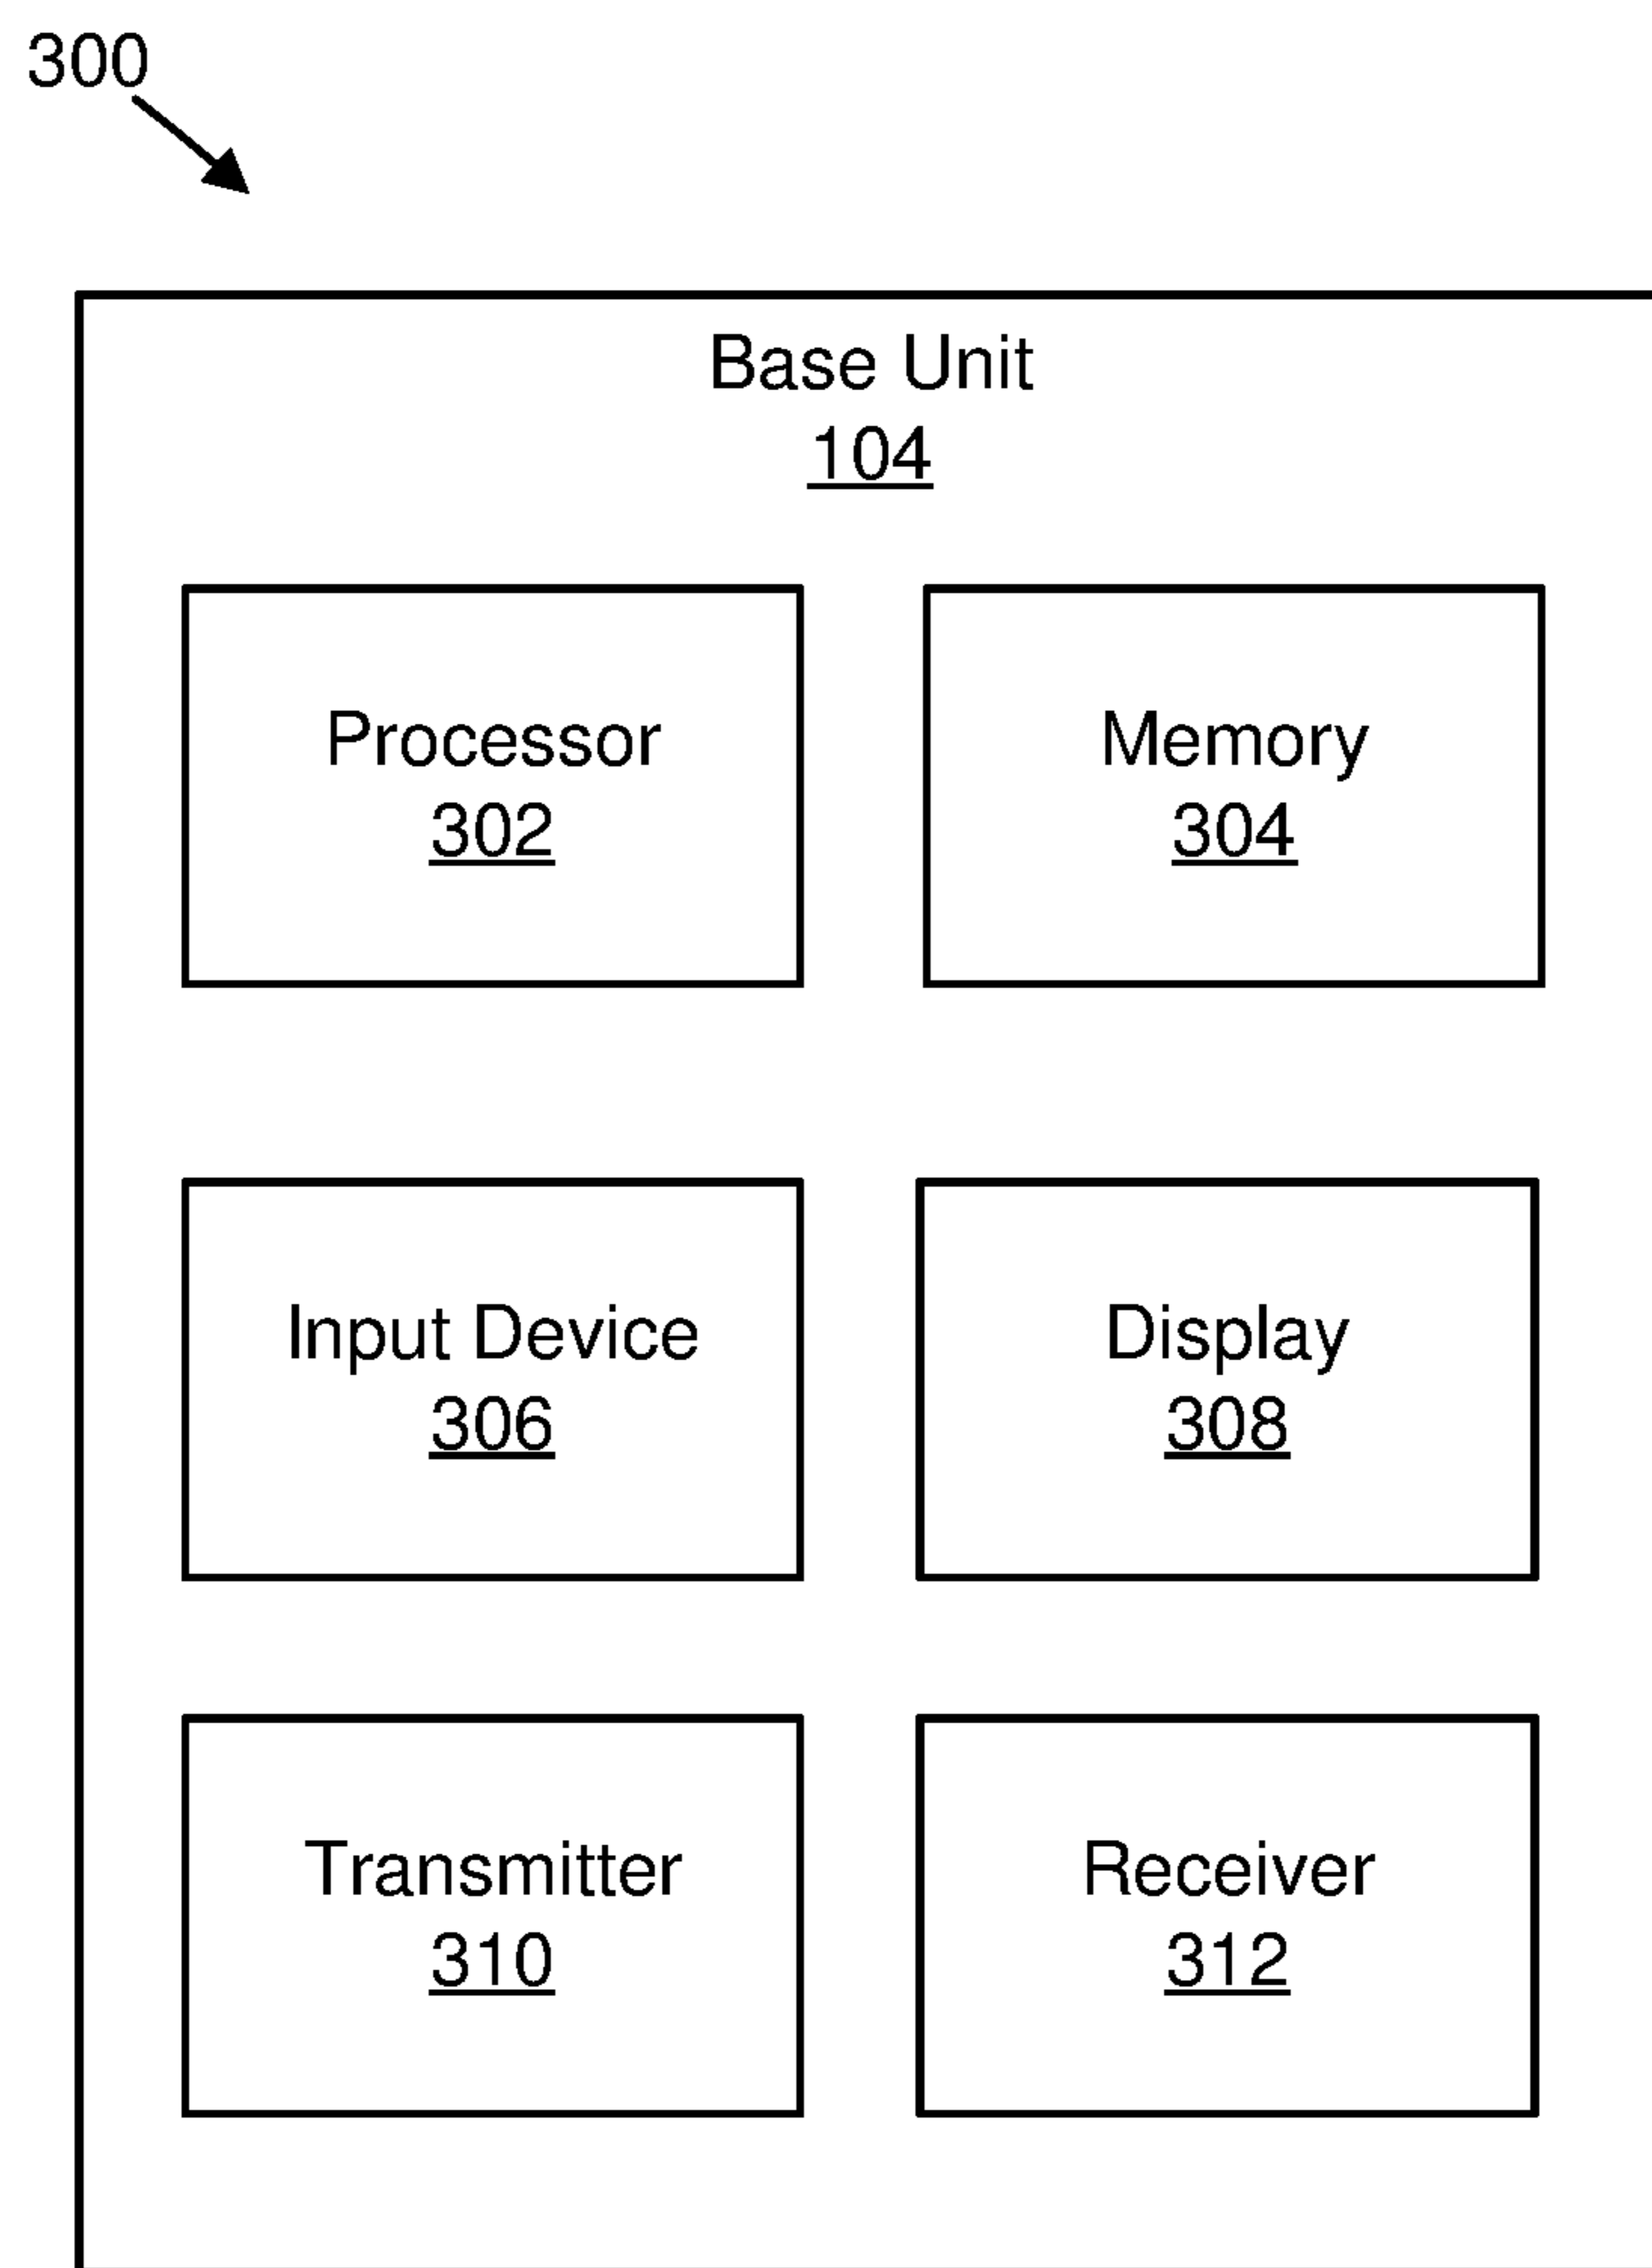 300
Base Unit
104
Processor
302
Memory
304
Input Device
306
Display
308
Transmitter
310
Receiver
312